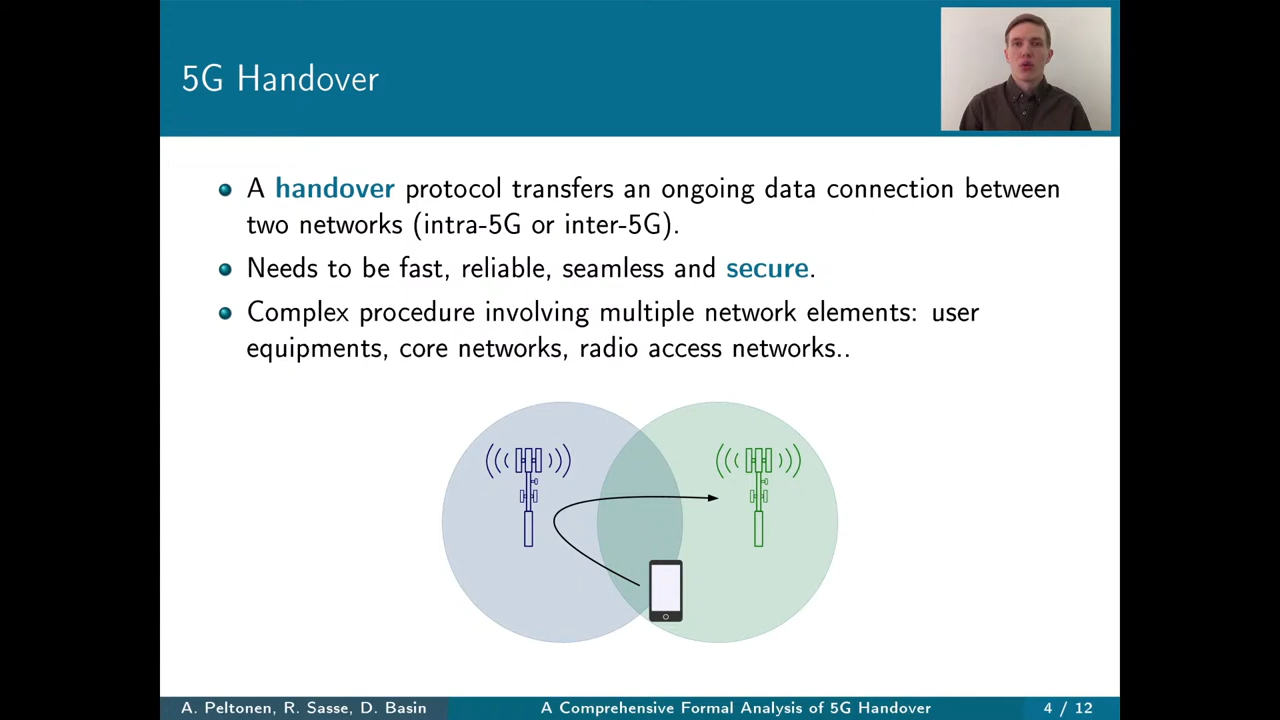 5G Handover
A handover protocol transfers an ongoing data connection between
two networks (intra-5G or inter-5G).
Needs to be fast, reliable, seamless and secure.
Complex procedure involving multiple network elements: user
equipments, core networks, radio access networks..
A. Peltonen, R. Sasse, D. Basin
A Comprehensive Formal Analysis of 5G Handover
4 / 12